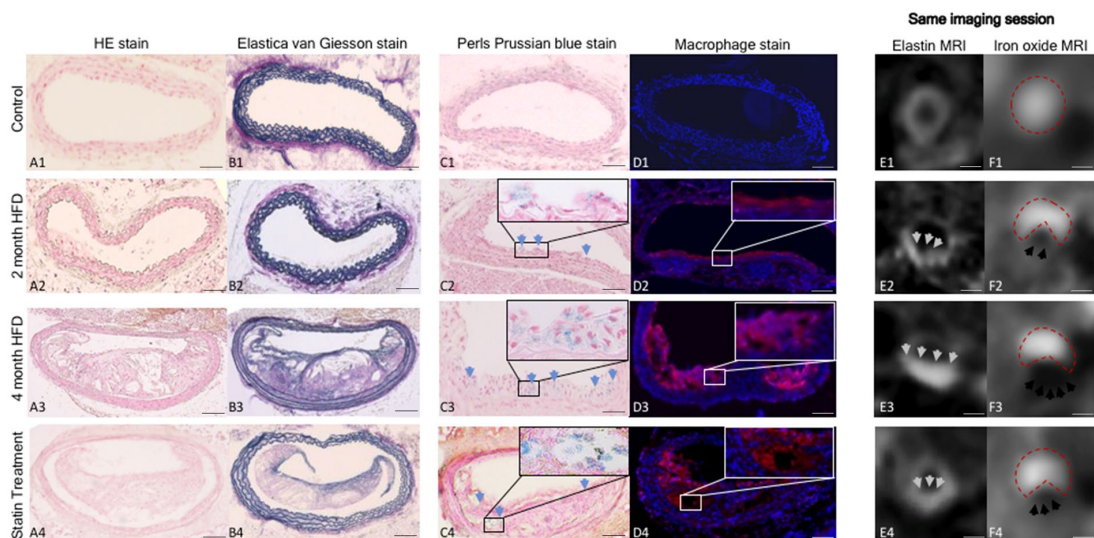 Same imaging session
HE stain Elastica van Giesson stain Perls Prussian blue stain Macrophage stain Elastin MRI Iron oxide MRI
Control
A1 B1 C1 D1 E1 F1
2 month HFD
A2 B2 C2 D2 E2 F2
4 month HFD
A3 B3 C3 D3 E3 F3
Statin Treatment
A4 B4 C4 D4 E4 F4